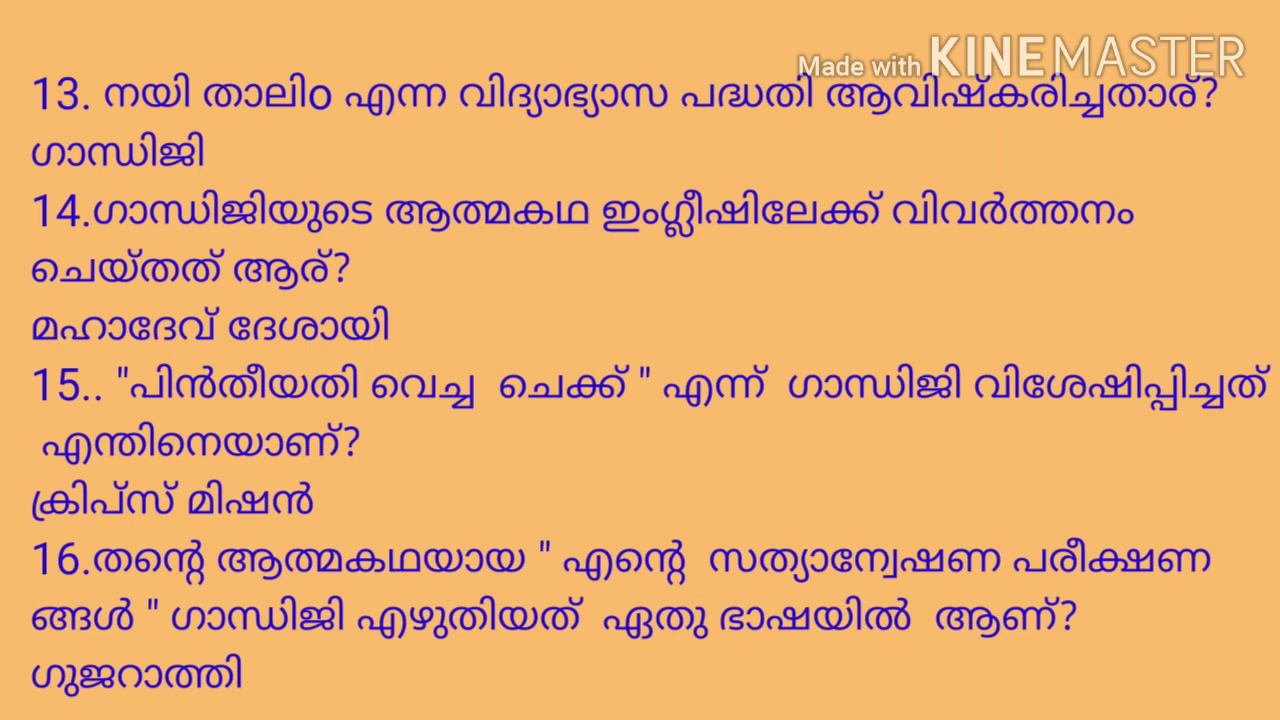 Made with KINEMASTER
13. നയി താലിo എന്ന വിദ്യാഭ്യാസ പദ്ധതി ആവിഷ്കരിച്ചതാര്?
ഗാന്ധിജി
14.ഗാന്ധിജിയുടെ ആത്മകഥ ഇംഗ്ലീഷിലേക്ക് വിവർത്തനം
ചെയ്തത് ആര്?
മഹാദേവ് ദേശായി
15.. "പിൻതീയതി വെച്ച ചെക്ക് " എന്ന് ഗാന്ധിജി വിശേഷിപ്പിച്ചത്
എന്തിനെയാണ്?
ക്രിപ്സ് മിഷൻ
16.തന്റെ ആത്മകഥയായ " എന്റെ സത്യാന്വേഷണ പരീക്ഷണ
ങ്ങൾ " ഗാന്ധിജി എഴുതിയത് ഏതു ഭാഷയിൽ ആണ്?
ഗുജറാത്തി